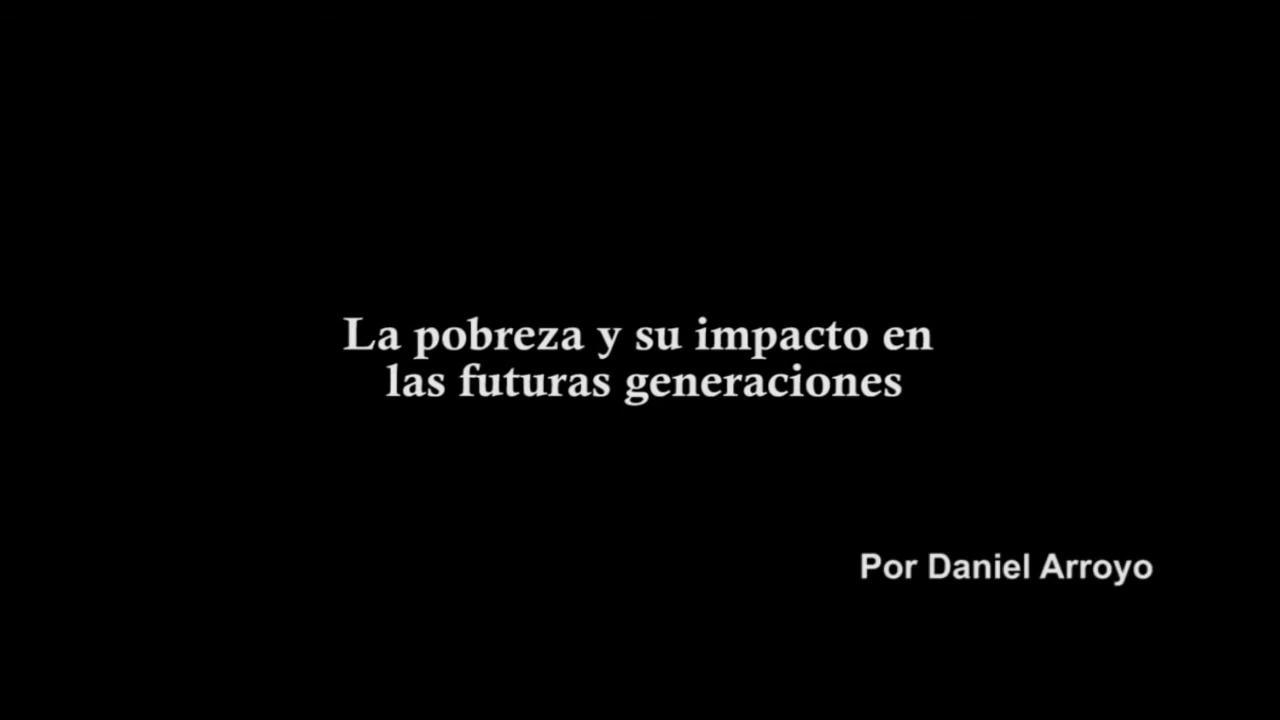 La pobreza y su impacto en
las futuras generaciones
Por Daniel Arroyo